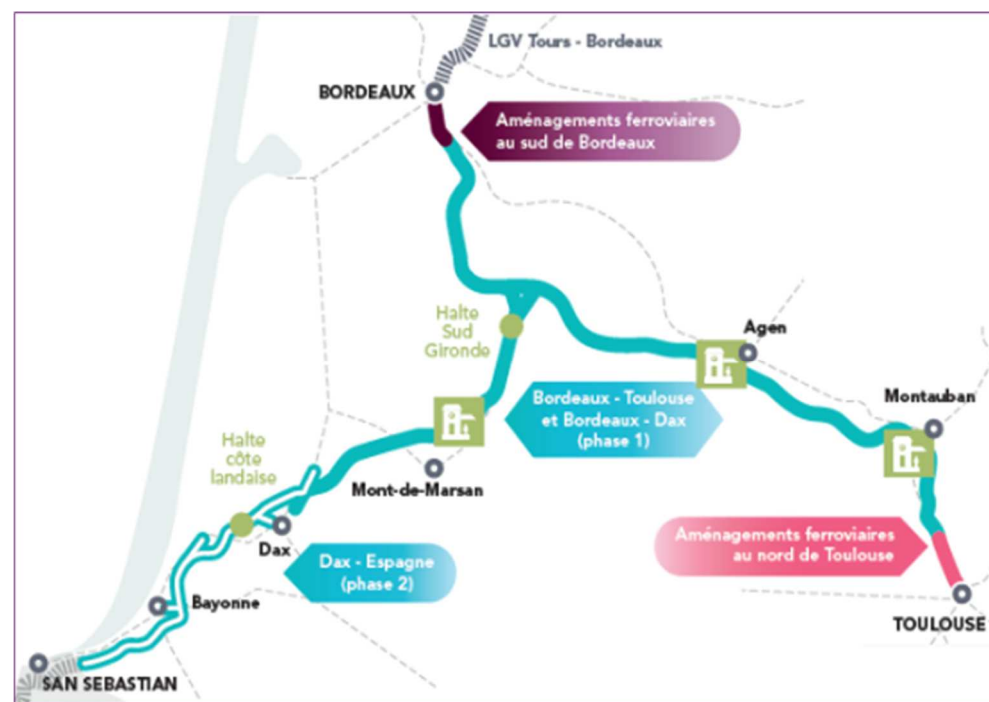 LGV Tours - Bordeaux
BORDEAUX
Aménagements ferroviaires
au sud de Bordeaux
Halte
Sud
Gironde
Agen
Bordeaux - Toulouse
et Bordeaux - Dax
(phase 1)
Montauban
Halte
côte
landaise
Mont-de-Marsan
Aménagements ferroviaires
au nord de Toulouse
Dax
Dax - Espagne
(phase 2)
Bayonne
TOULOUSE
SAN SEBASTIAN